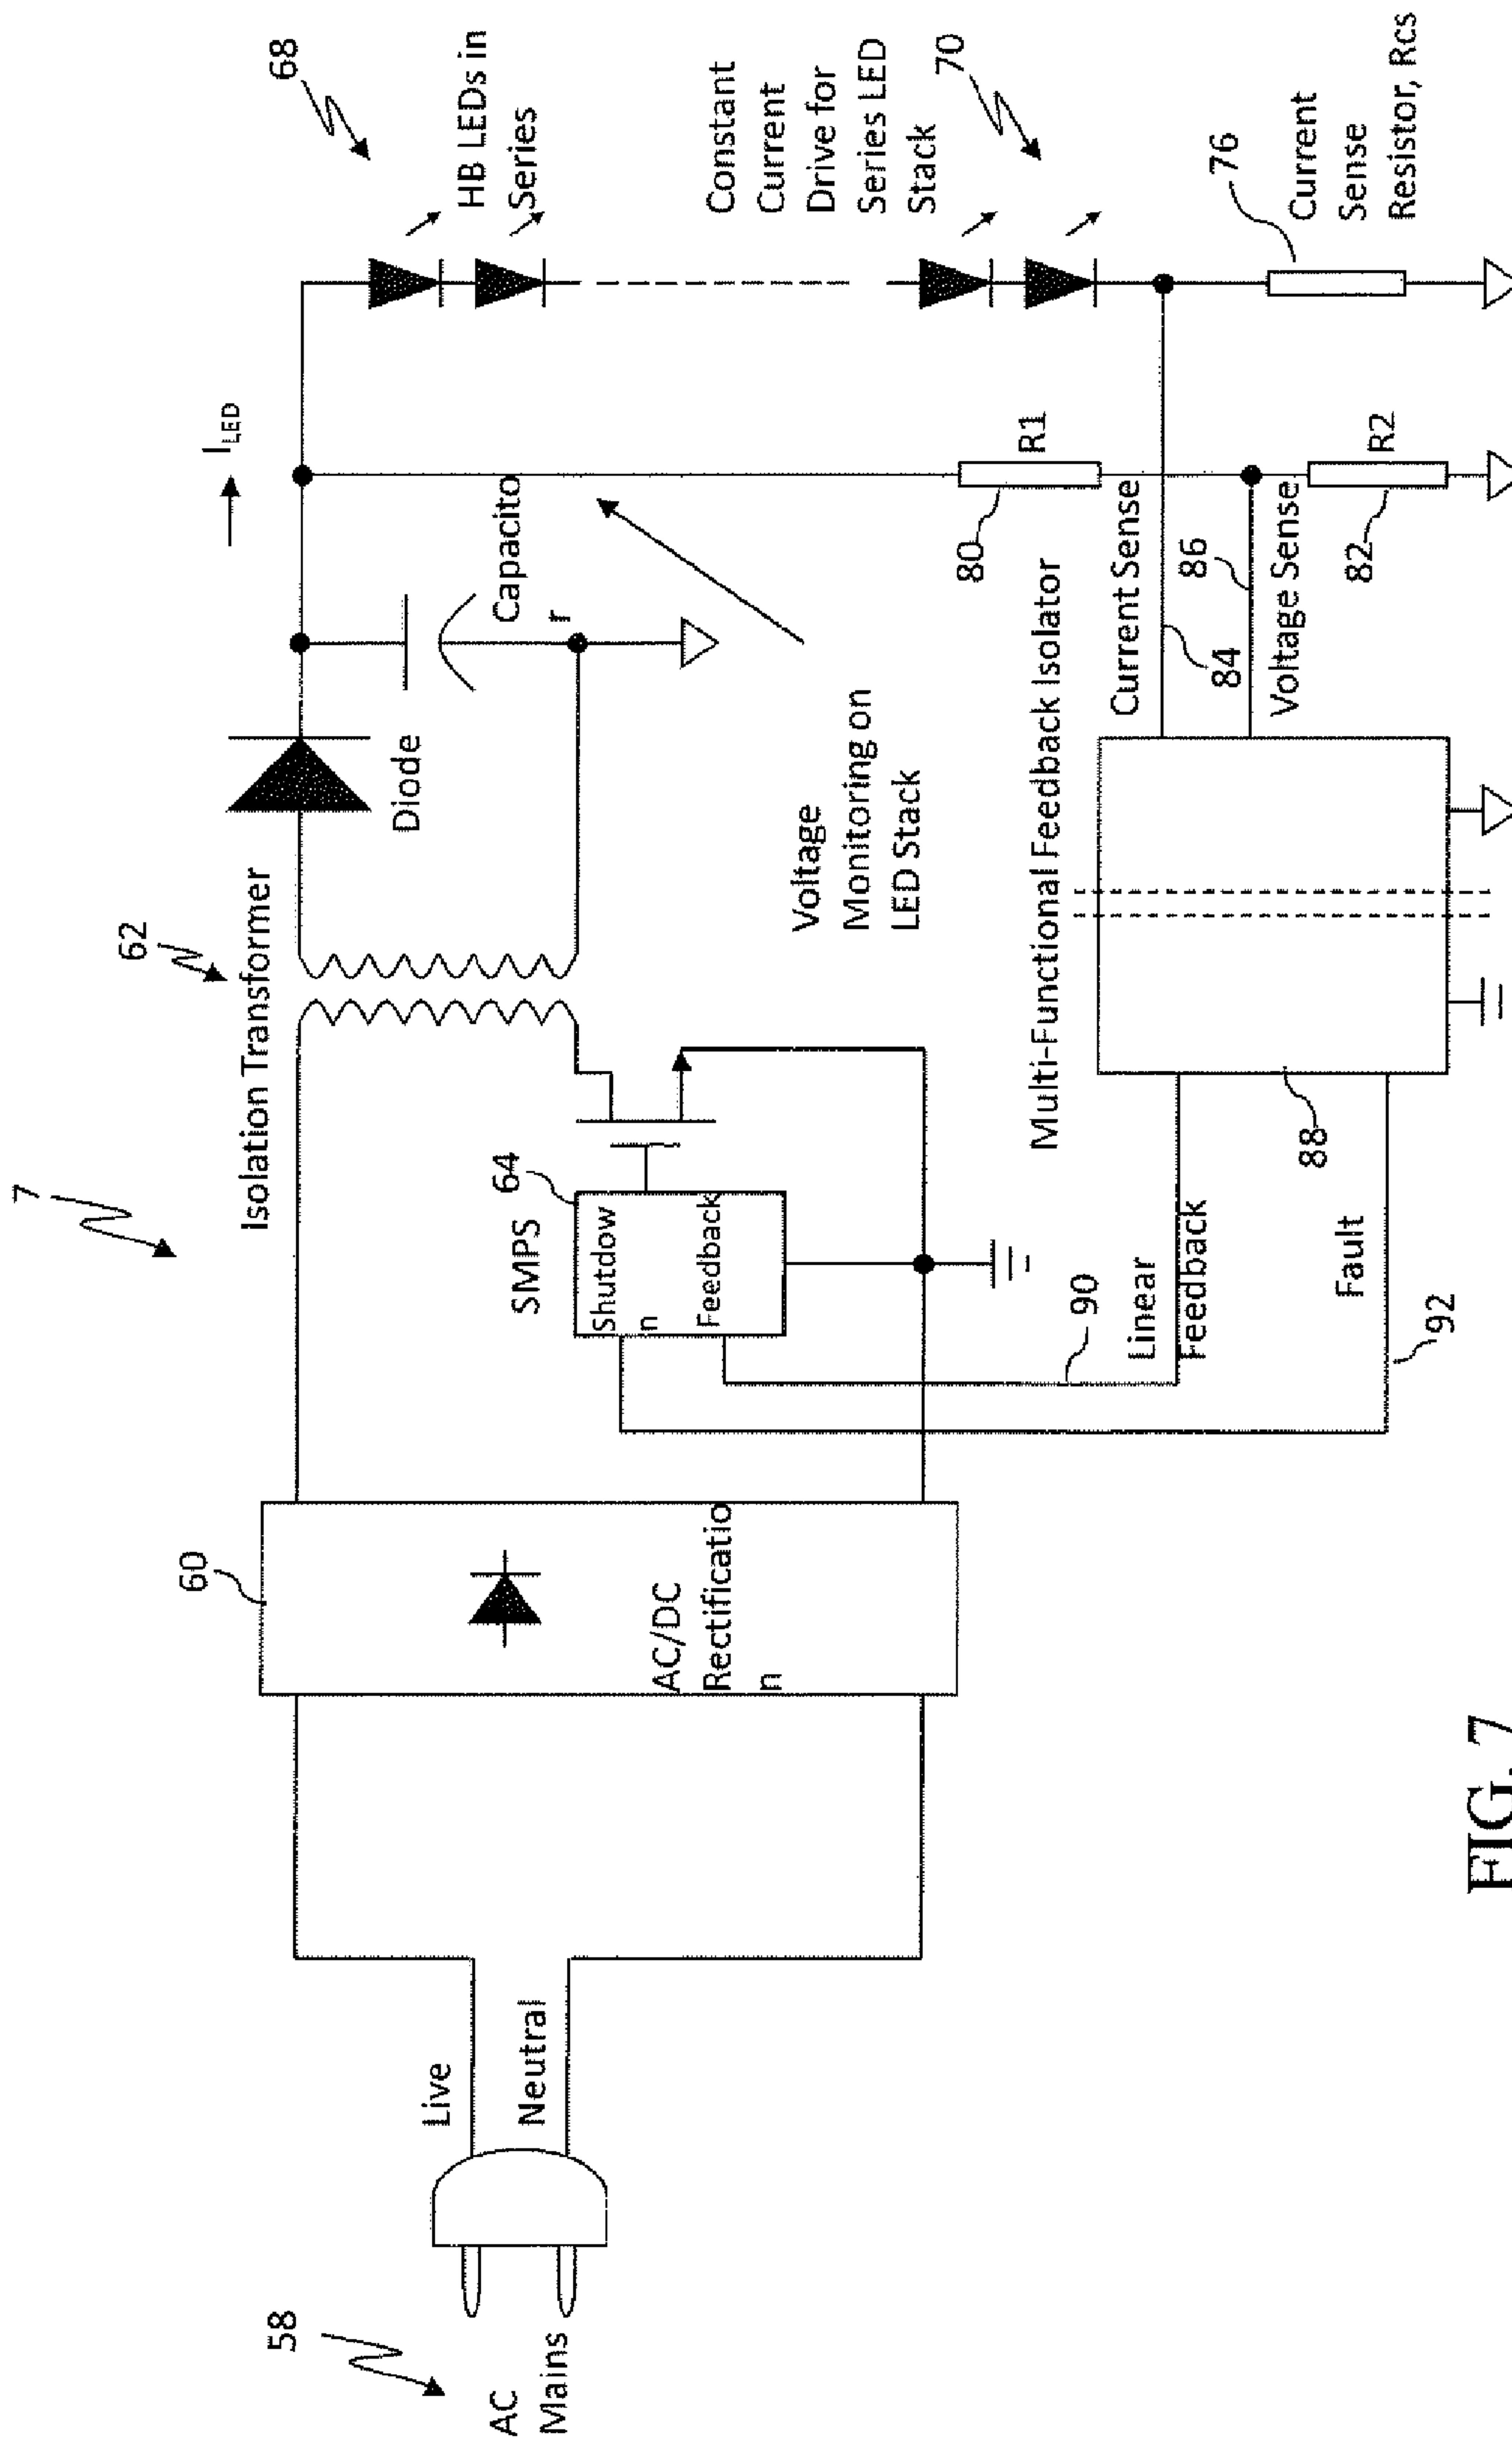 7
62
Isolation Transformer
68
HB LEDs in
Series
I LED
Diode
Capacito
r
60
AC/DC
Rectificatio
n
58
AC
Mains
Live
Neutral
SMPS
64
Shutdow
n
Feedback
Voltage
Monitoring on
LED Stack
Constant
Current
Drive for
Series LED
Stack
70
76
Current
Sense
Resistor, Rcs
80
R1
82
R2
Multi-Functional Feedback Isolator
Current Sense
84
86
Voltage Sense
88
90
Linear
Feedback
Fault
92
FIG. 7